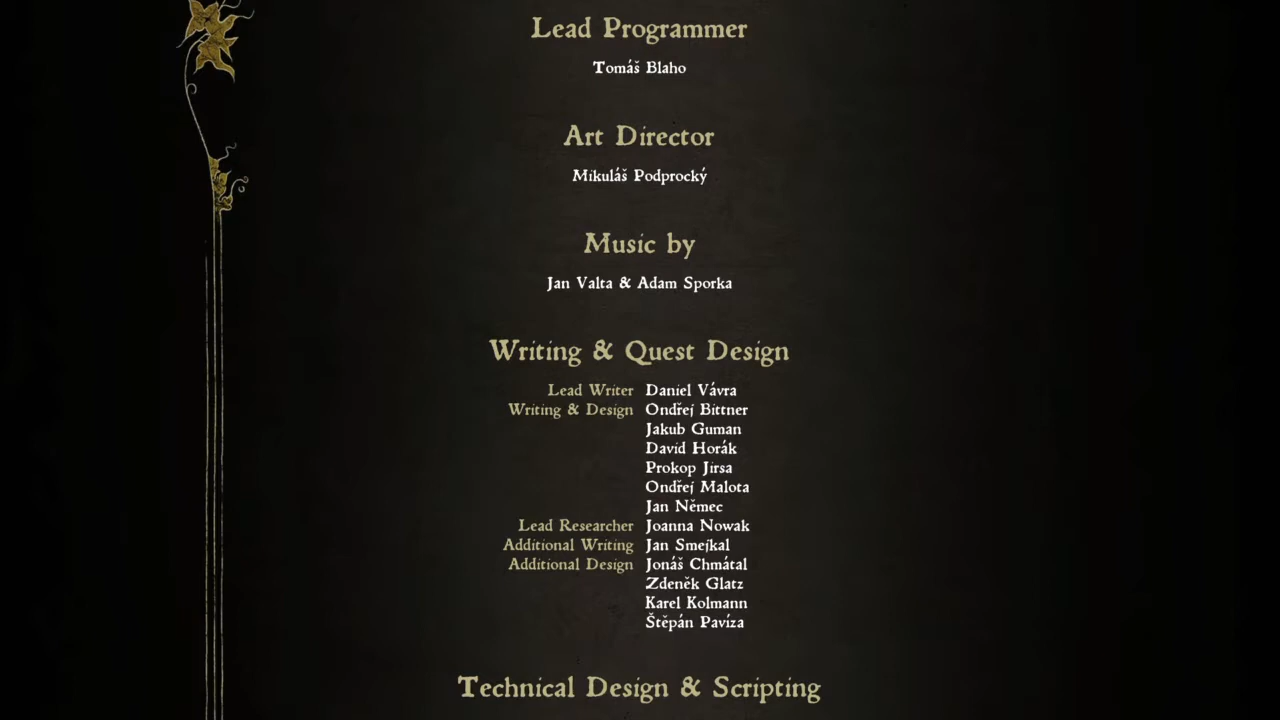 Lead Programmer
Tomáš Blaho
Art Director
Mikuláš Podprocký
Music by
Jan Valta & Adam Sporka
Writing & Quest Design
Lead Writer Daniel Vávra
Writing & Design Ondřej Bittner
Jakub Guman
David Horák
Prokop Jirsa
Ondřej Malota
Jan Němec
Lead Researcher Joanna Nowak
Additional Writing Jan Smejkal
Additional Design Jonáš Chmátal
Zdeněk Glatz
Karel Kolmann
Štěpán Pavíza
Technical Design & Scripting